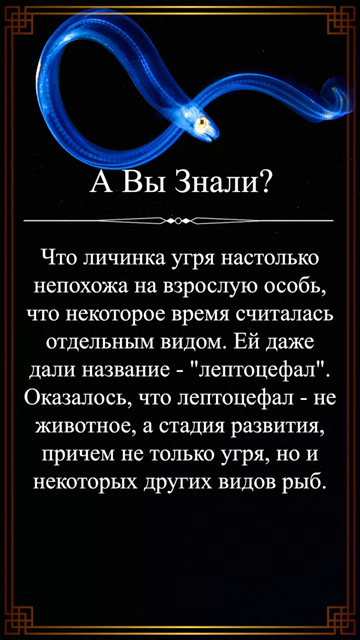 А Вы Знали?
Что личинка угря настолько
непохожа на взрослую особь,
что некоторое время считалась
отдельным видом. Ей даже
дали название - "лептоцефал".
Оказалось, что лептоцефал - не
животное, а стадия развития,
причем не только угря, но и
некоторых других видов рыб.